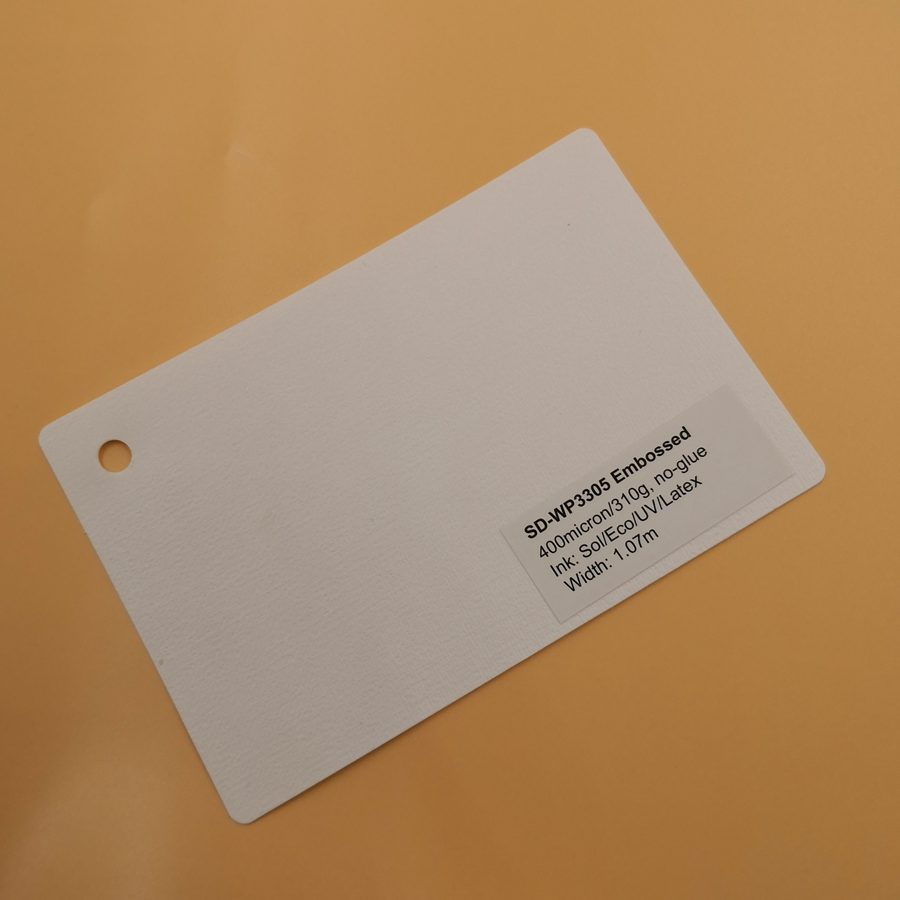 SD-WP3305 Embossed
400micron/310g, no-glue
Ink: Sol/Eco/UV/Latex
Width: 1.07m